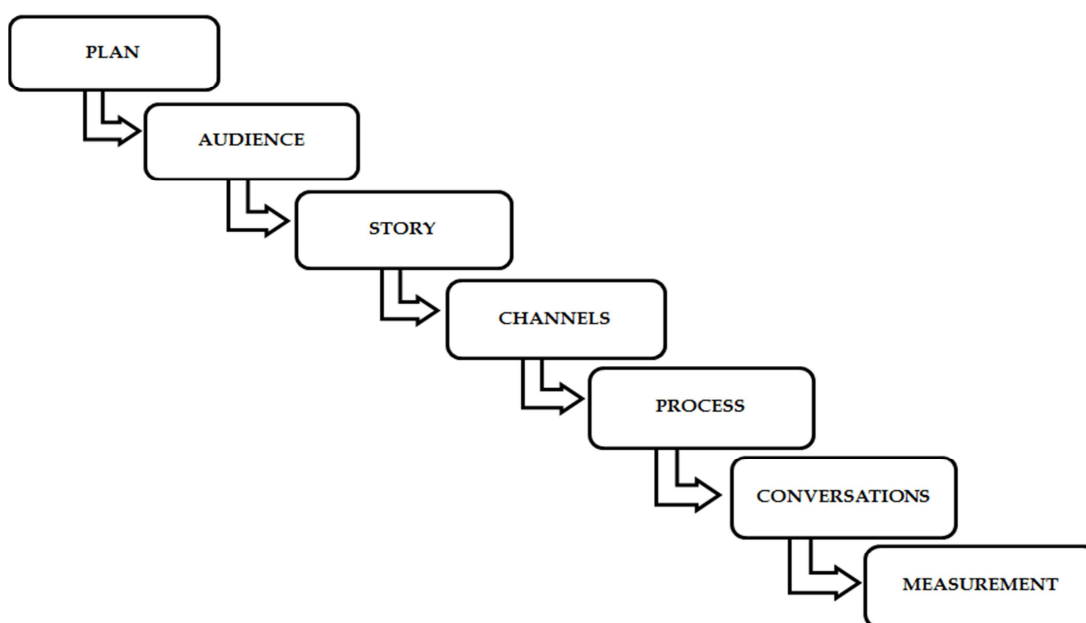 PLAN
AUDIENCE
STORY
CHANNELS
PROCESS
CONVERSATIONS
MEASUREMENT